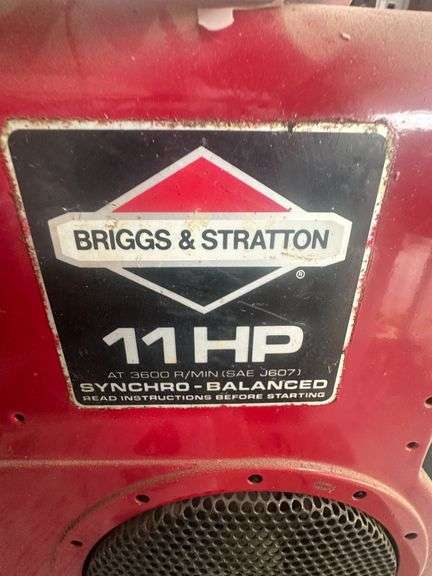 BRIGGS & STRATTON
®
11 HP
AT 3600 R/MIN (SAE J607)
SYNCHRO-BALANCED
READ INSTRUCTIONS BEFORE STARTING